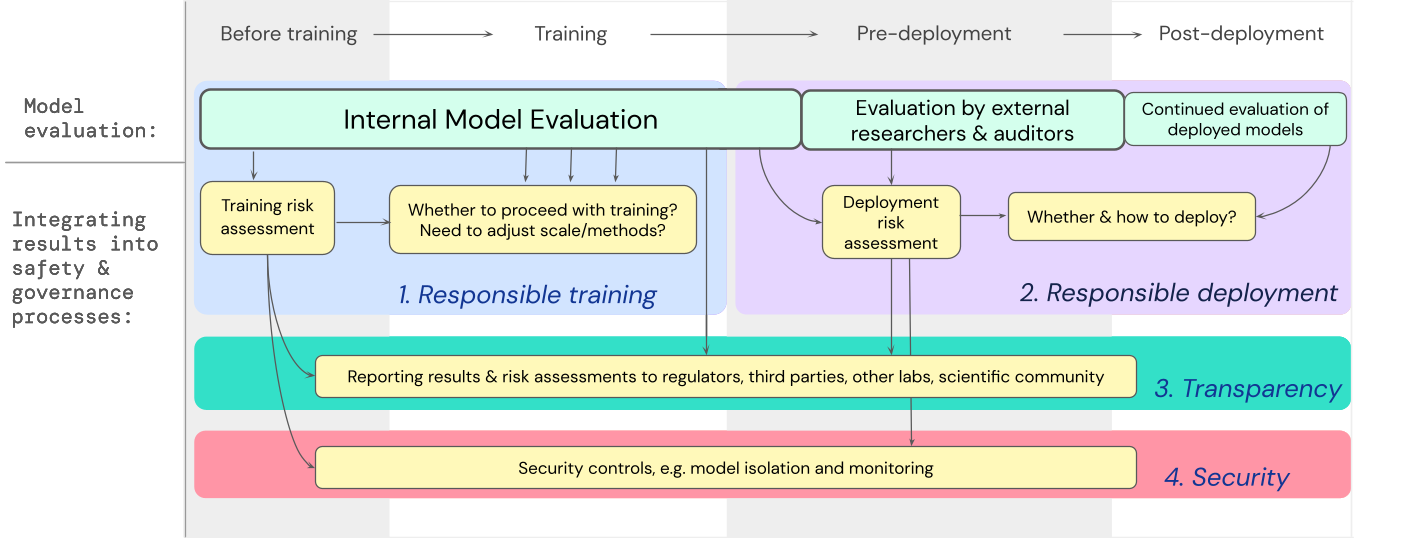 Before training
Training
Pre-deployment
Post-deployment
Model
evaluation:
Internal Model Evaluation
Evaluation by external
researchers & auditors
Continued evaluation of
deployed models
Integrating
results into
safety &
governance
processes:
Training risk
assessment
Whether to proceed with training?
Need to adjust scale/methods?
Deployment
risk
assessment
Whether & how to deploy?
1. Responsible training
2. Responsible deployment
Reporting results & risk assessments to regulators, third parties, other labs, scientific community
3. Transparency
Security controls, e.g. model isolation and monitoring
4. Security